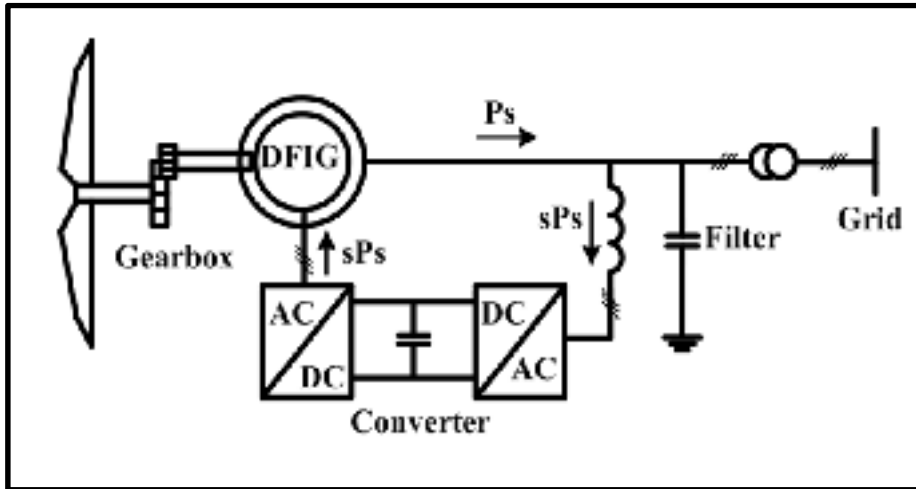 Ps
DFIG
sPs
Grid
Gearbox
sPs
Filter
AC
DC
DC
AC
Converter